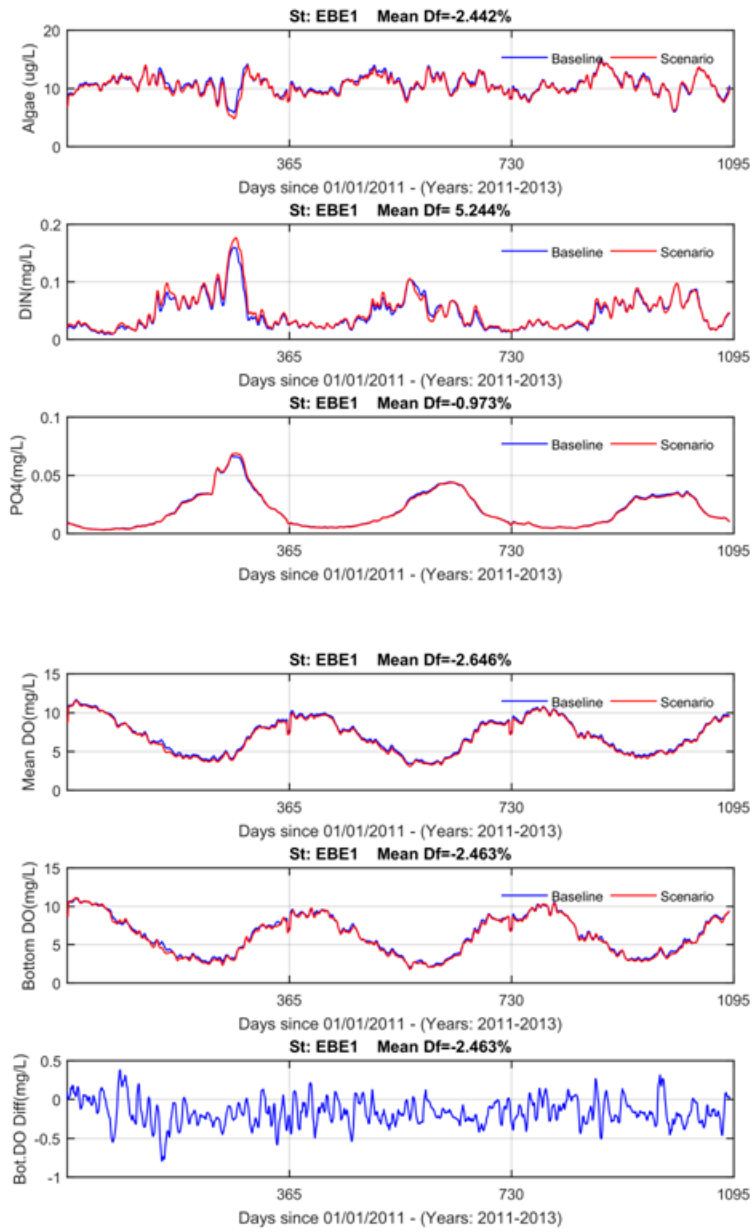 St: EBE1 Mean Df=-2.442%
20
10
0
Algae (ug/L)
Baseline Scenario
365 730 1095
Days since 01/01/2011 - (Years: 2011-2013)
St: EBE1 Mean Df= 5.244%
0.2
0.1
0
DIN(mg/L)
Baseline Scenario
365 730 1095
Days since 01/01/2011 - (Years: 2011-2013)
St: EBE1 Mean Df=-0.973%
0.1
0.05
0
PO4(mg/L)
Baseline Scenario
365 730 1095
Days since 01/01/2011 - (Years: 2011-2013)
St: EBE1 Mean Df=-2.646%
15
10
5
0
Mean DO(mg/L)
Baseline Scenario
365 730 1095
Days since 01/01/2011 - (Years: 2011-2013)
St: EBE1 Mean Df=-2.463%
15
10
5
0
Bottom DO(mg/L)
Baseline Scenario
365 730 1095
Days since 01/01/2011 - (Years: 2011-2013)
St: EBE1 Mean Df=-2.463%
0.5
0
-0.5
-1
Bot.DO Diff(mg/L)
365 730 1095
Days since 01/01/2011 - (Years: 2011-2013)